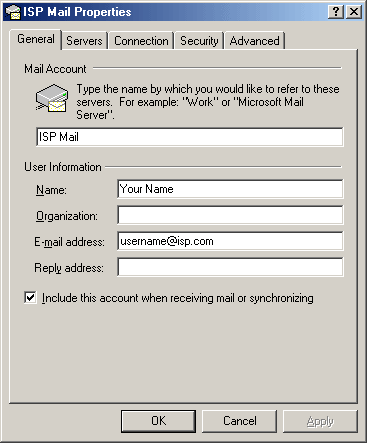 ISP Mail Properties
General Servers Connection Security Advanced
Mail Account
Type the name by which you would like to refer to these
servers. For example: "Work" or "Microsoft Mail
Server".
ISP Mail
User Information
Name: Your Name
Organization:
E-mail address: username@isp.com
Reply address:
Include this account when receiving mail or synchronizing
OK Cancel Apply